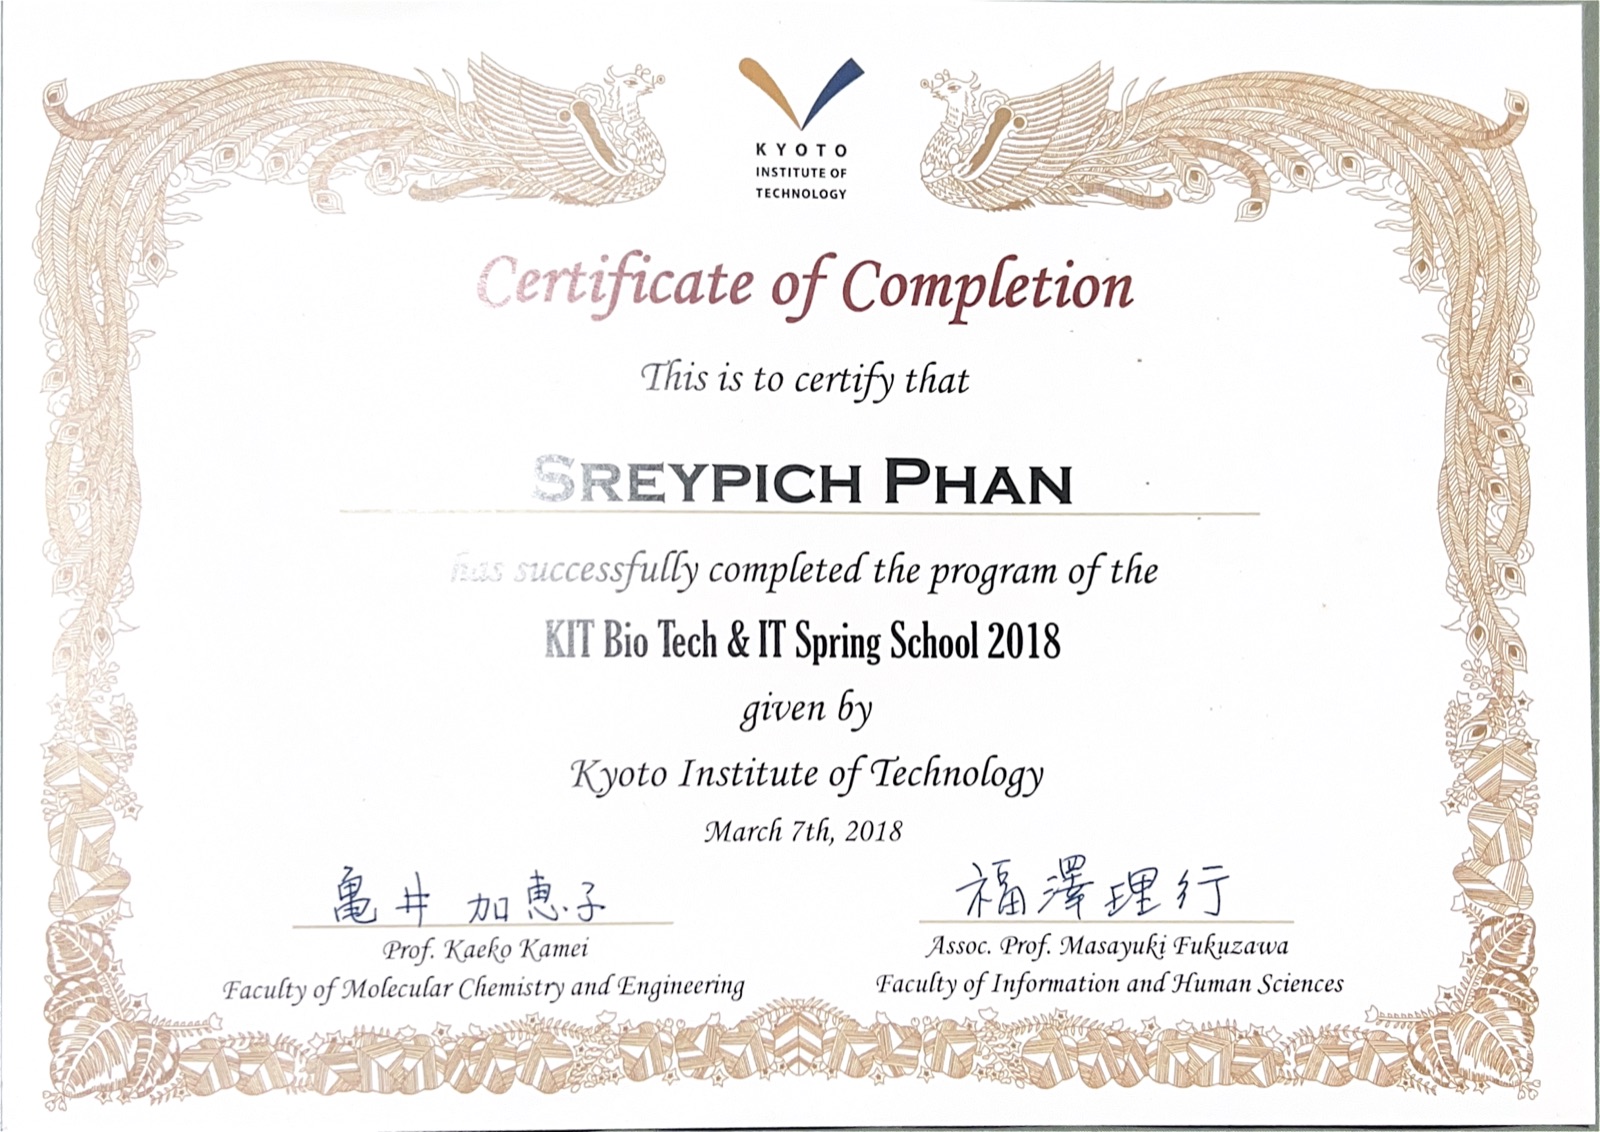 KYOTO
INSTITUTE OF
TECHNOLOGY
Certificate of Completion
This is to certify that
SREYPICH PHAN
has successfully completed the program of the
KIT Bio Tech & IT Spring School 2018
given by
Kyoto Institute of Technology
March 7th, 2018
亀井 加恵子
Prof. Kaeko Kamei
Faculty of Molecular Chemistry and Engineering
福澤理行
Assoc. Prof. Masayuki Fukuzawa
Faculty of Information and Human Sciences